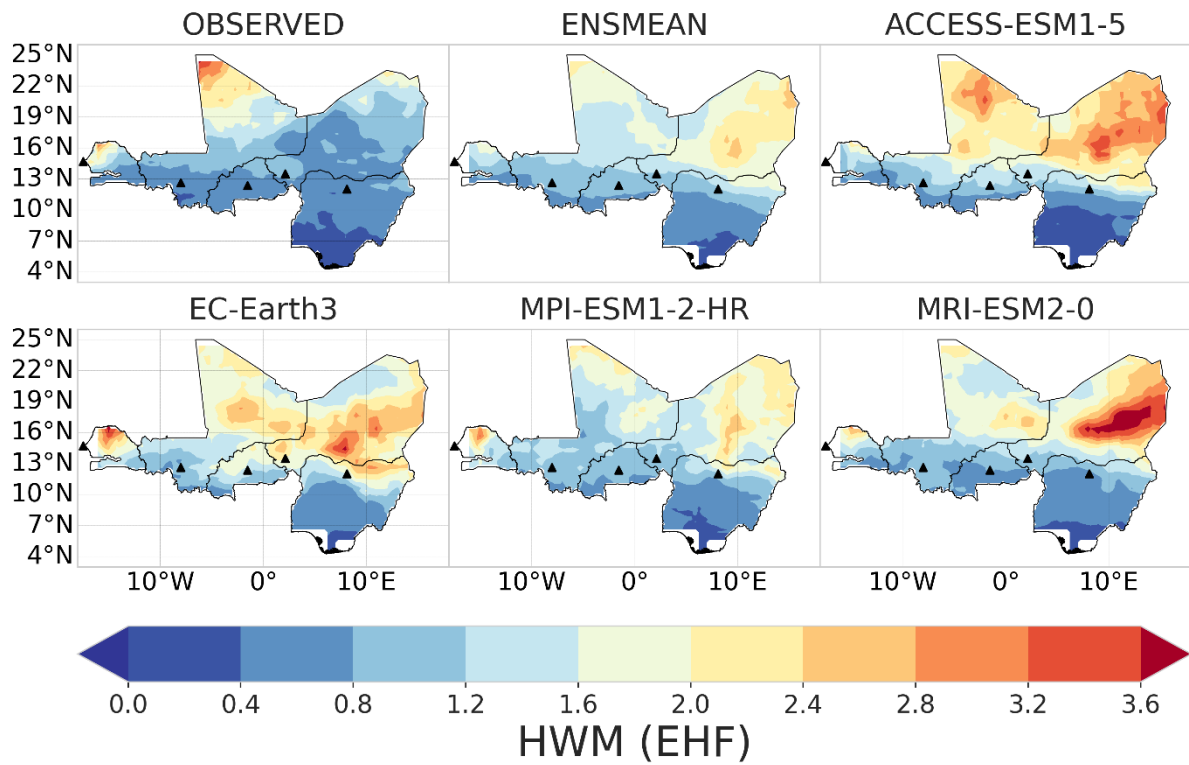 OBSERVED ENSMEAN ACCESS-ESM1-5
25°N
22°N
19°N
16°N
13°N
10°N
7°N
4°N
EC-Earth3 MPI-ESM1-2-HR MRI-ESM2-0
25°N
22°N
19°N
16°N
13°N
10°N
7°N
4°N
10°W 0° 10°E 10°W 0° 10°E 10°W 0° 10°E
0.0 0.4 0.8 1.2 1.6 2.0 2.4 2.8 3.2 3.6
HWM (EHF)